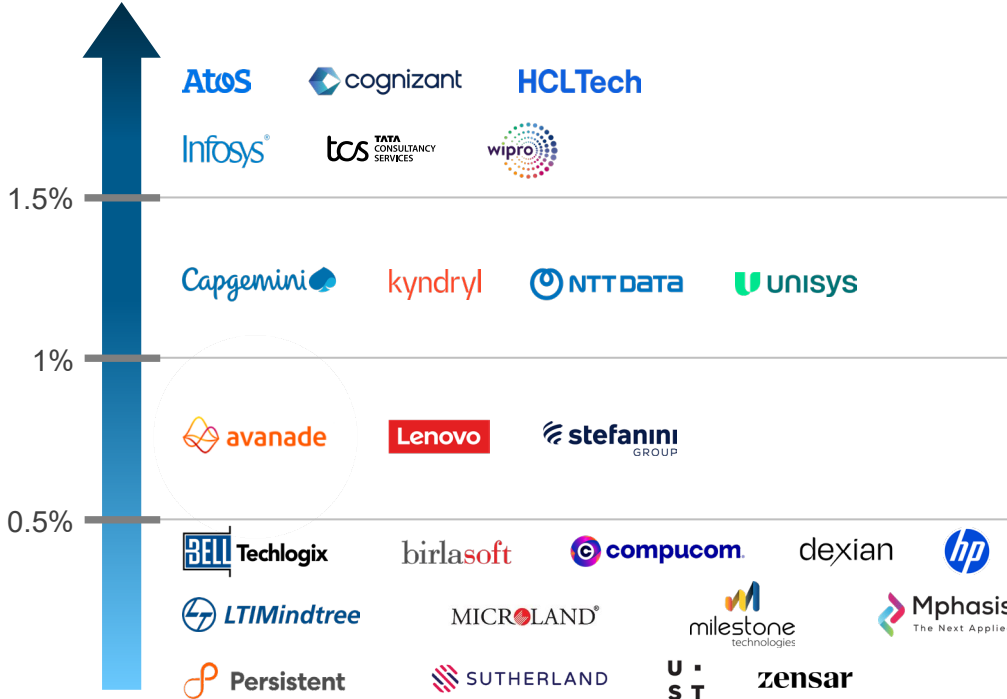 Atos cognizant HCLTech
Infosys® tcs TATA CONSULTANCY SERVICES wipro
1.5%
Capgemini kyndryl NTT DATA UNISYS
1%
avanade Lenovo stefanini GROUP
0.5%
BELL Techlogix birlasoft C compucom. dexian hp
LTIMindtree MICROLAND® milestone technologies Mphasis The Next Applie
Persistent SUTHERLAND U · ST zensar